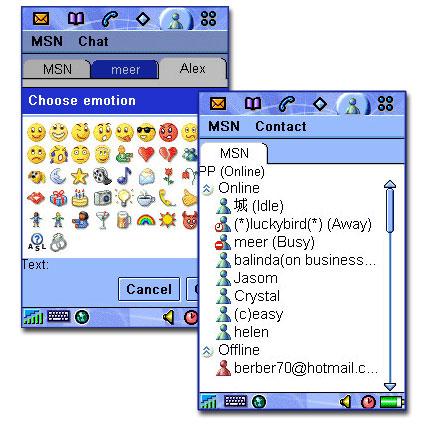 MSN Chat
MSN meer Alex
Choose emotion
ASL
Text:
Cancel
MSN Contact
MSN
PP (Online)
Online
城 (Idle)
(*)luckybird(*) (Away)
meer (Busy)
balinda(on business...
Jasom
Crystal
(c)easy
helen
Offline
berber70@hotmail.c...